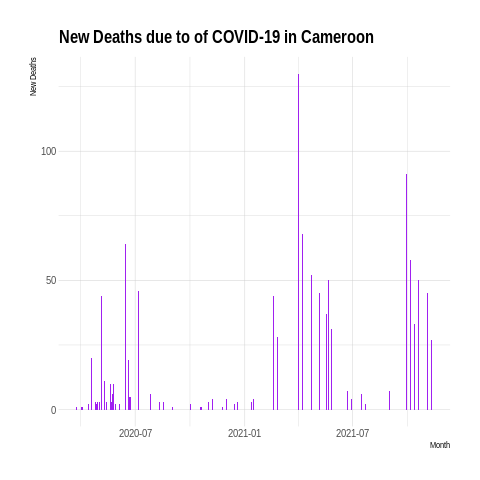 New Deaths due to of COVID-19 in Cameroon
New Deaths
100
50
0
2020-07
2021-01
2021-07
Month